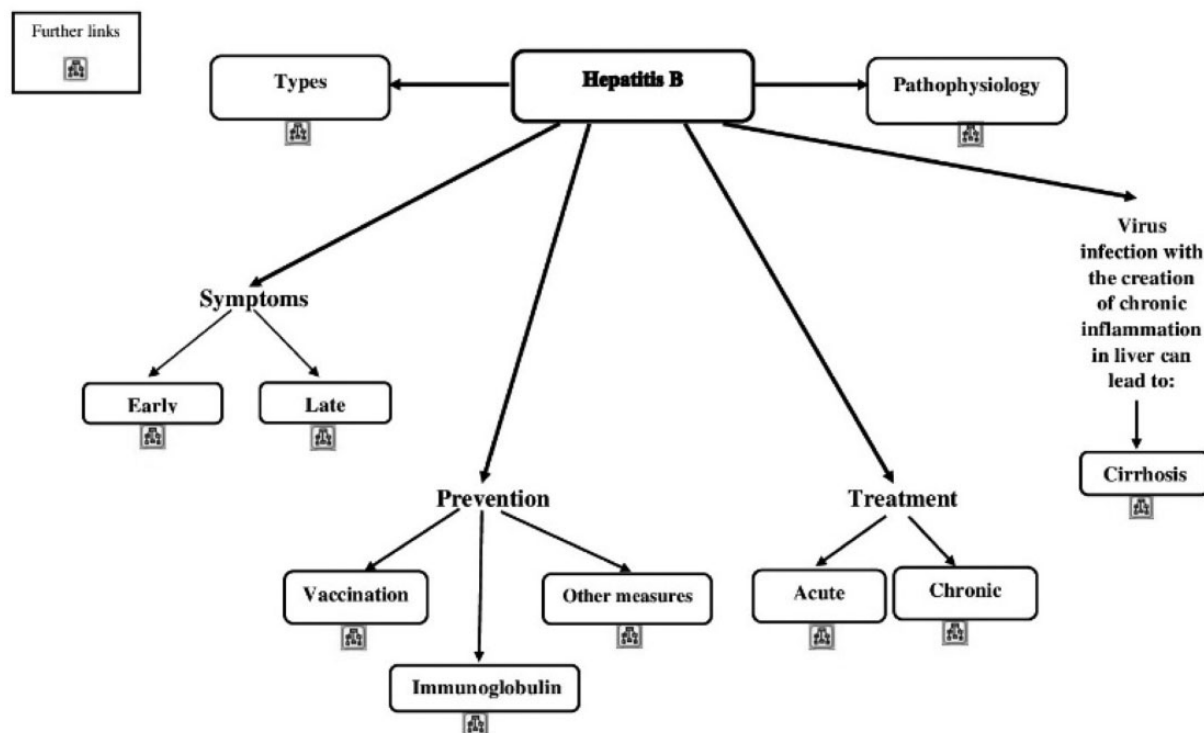 Further links
Types
Hepatitis B
Pathophysiology
Virus
infection with
the creation
of chronic
inflammation
in liver can
lead to:
Symptoms
Early
Late
Cirrhosis
Prevention
Treatment
Vaccination
Other measures
Acute
Chronic
Immunoglobulin